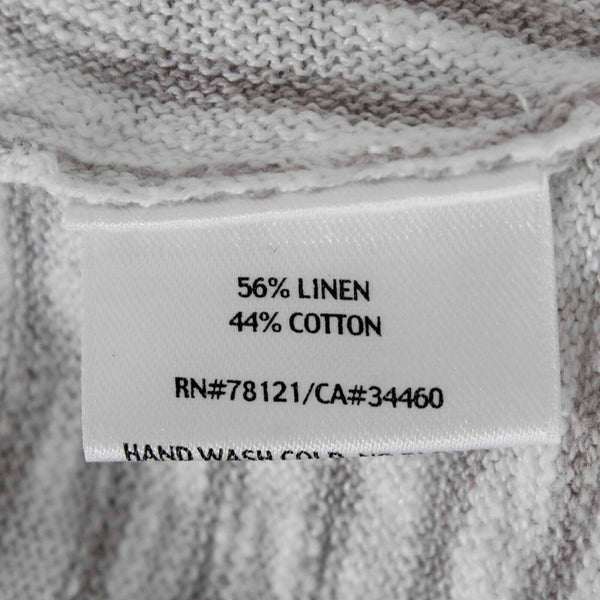 56% LINEN
44% COTTON
RN#78121/CA#34460
HAND WASH COLD